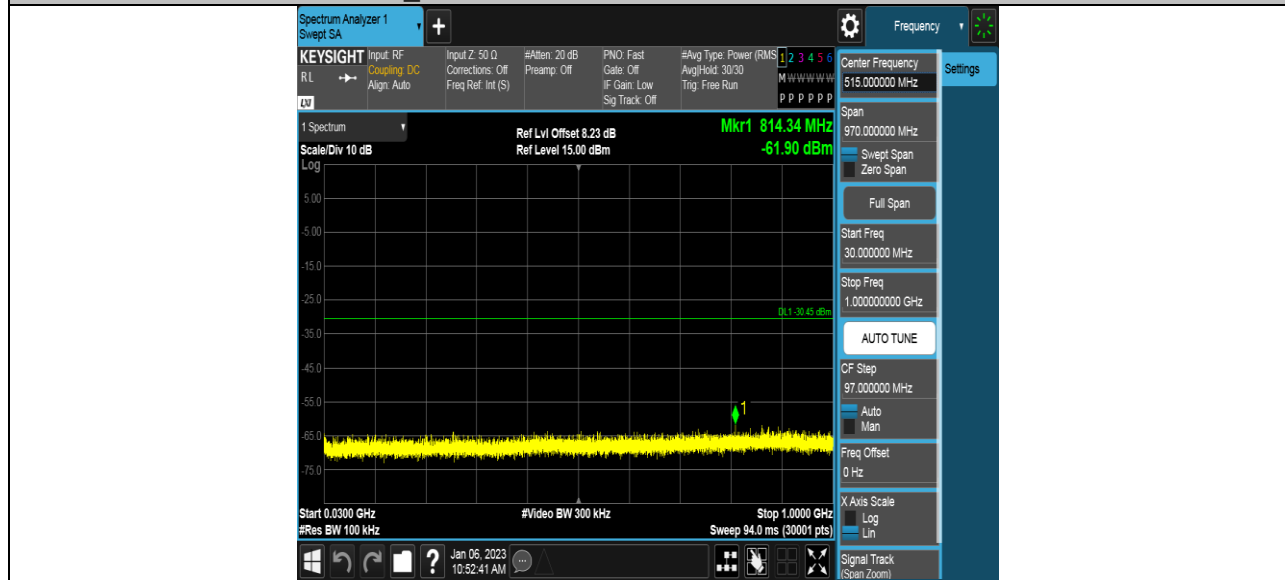 Spectrum Analyzer 1
Swept SA
+
Frequency
KEYSIGHT
RL
LXI
Input: RF
Coupling: DC
Align: Auto
Input Z: 50 Ω
Corrections: Off
Freq Ref: Int (S)
#Atten: 20 dB
Preamp: Off
PNO: Fast
Gate: Off
IF Gain: Low
Sig Track: Off
#Avg Type: Power (RMS
Avg|Hold: 30/30
Trig: Free Run
1 2 3 4 5 6
M W W W W W
P P P P P P
1 Spectrum
Scale/Div 10 dB
Log
Ref Lvl Offset 8.23 dB
Ref Level 15.00 dBm
Mkr1 814.34 MHz
-61.90 dBm
5.00
-5.00
-15.0
-25.0
DL1 -30.45 dBm
-35.0
-45.0
-55.0
1
-65.0
-75.0
Start 0.0300 GHz
#Video BW 300 kHz
Stop 1.0000 GHz
#Res BW 100 kHz
Sweep 94.0 ms (30001 pts)
?
Jan 06, 2023
10:52:41 AM
Center Frequency
515.000000 MHz
Settings
Span
970.000000 MHz
Swept Span
Zero Span
Full Span
Start Freq
30.000000 MHz
Stop Freq
1.000000000 GHz
AUTO TUNE
CF Step
97.000000 MHz
Auto
Man
Freq Offset
0 Hz
X Axis Scale
Log
Lin
Signal Track
(Span Zoom)